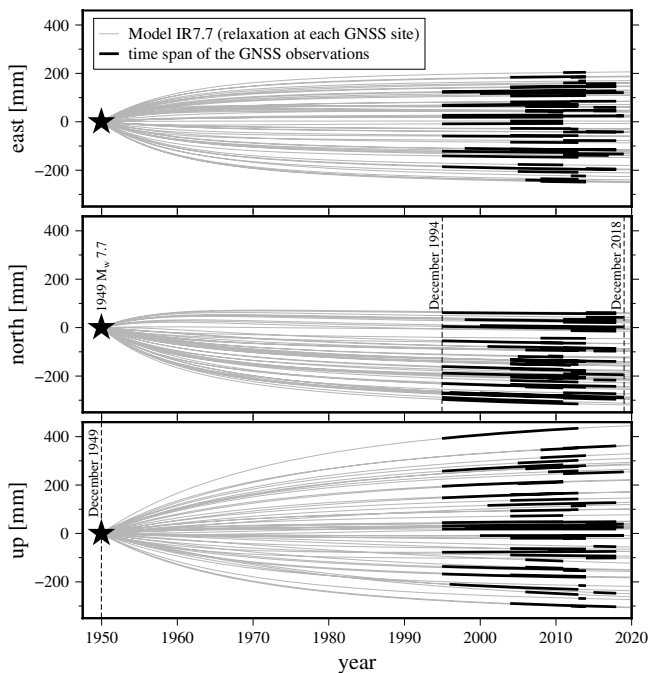 Model IR7.7 (relaxation at each GNSS site)
time span of the GNSS observations
east [mm]
400
200
0
−200
north [mm]
400
200
0
−200
1949 Mw 7.7
December 1994
December 2018
up [mm]
400
200
0
−200
December 1949
1950 1960 1970 1980 1990 2000 2010 2020
year